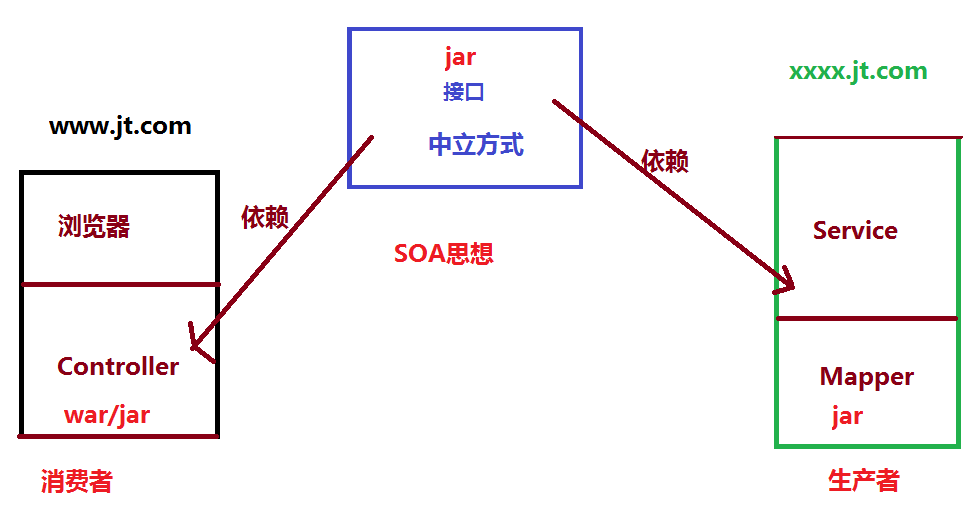 jar
接口
中立方式
xxxx.jt.com
www.jt.com
依赖
依赖
浏览器
Service
SOA思想
Controller
war/jar
Mapper
jar
消费者
生产者